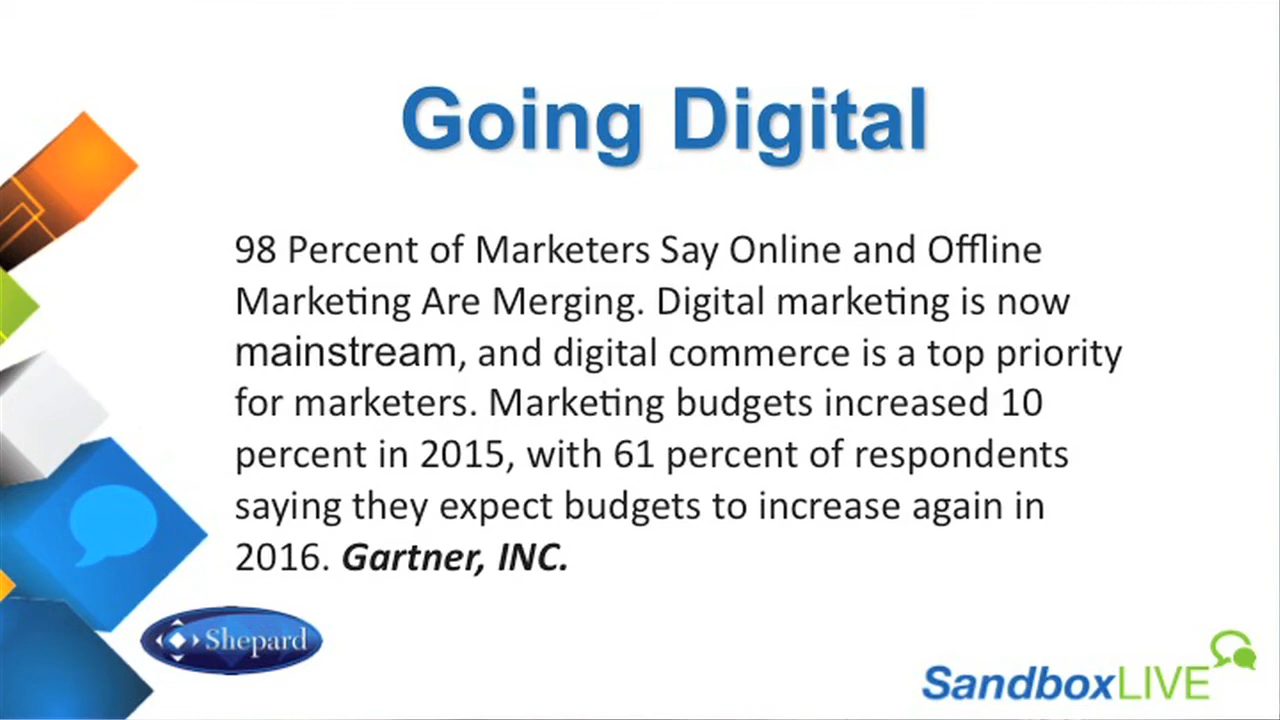 Going Digital
98 Percent of Marketers Say Online and Offline
Marketing Are Merging. Digital marketing is now
mainstream, and digital commerce is a top priority
for marketers. Marketing budgets increased 10
percent in 2015, with 61 percent of respondents
saying they expect budgets to increase again in
2016. Gartner, INC.
Shepard
SandboxLIVE